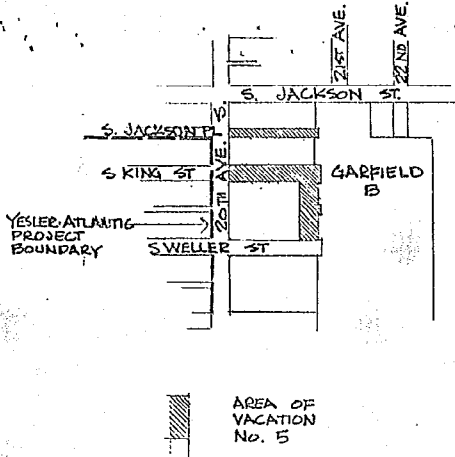 21ST AVE.
22ND AVE.
S. JACKSON ST.
S. JACKSON PL
S KING ST
20TH AVE. S.
GARFIELD
B
YESLER-ATLANTIC
PROJECT
BOUNDARY
S WELLER ST
AREA OF
VACATION
No. 5